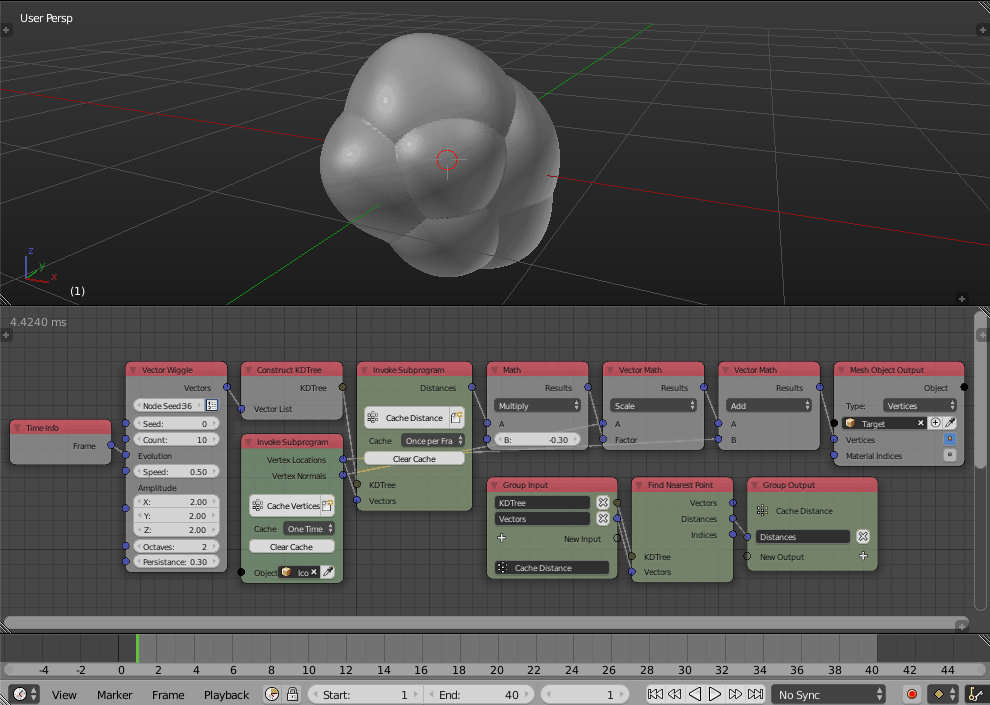 User Persp
z
y
x
(1)
4.4240 ms
Time Info
Frame
Vector Wiggle
Vectors
Node Seed:36
Seed: 0
Count: 10
Evolution
Speed: 0.50
Amplitude
X: 2.00
Y: 2.00
Z: 2.00
Octaves: 2
Persistance: 0.30
Construct KDTree
KDTree
Vector List
Invoke Subprogram
Vertex Locations
Vertex Normals
Cache Vertices
Cache One Time
Clear Cache
Object Ico
Invoke Subprogram
Distances
Cache Distance
Cache Once per Fra
Clear Cache
KDTree
Vectors
Math
Results
Multiply
A
B: -0.30
Vector Math
Results
Scale
A
Factor
Vector Math
Results
Add
A
B
Mesh Object Output
Object
Type: Vertices
Target
Vertices
Material Indices
Group Input
KDTree
Vectors
New Input
Cache Distance
Find Nearest Point
Vectors
Distances
Indices
KDTree
Vectors
Group Output
Cache Distance
Distances
New Output
-4 -2 0 2 4 6 8 10 12 14 16 18 20 22 24 26 28 30 32 34 36 38 40 42 44
View Marker Frame Playback Start: 1 End: 40 1 No Sync